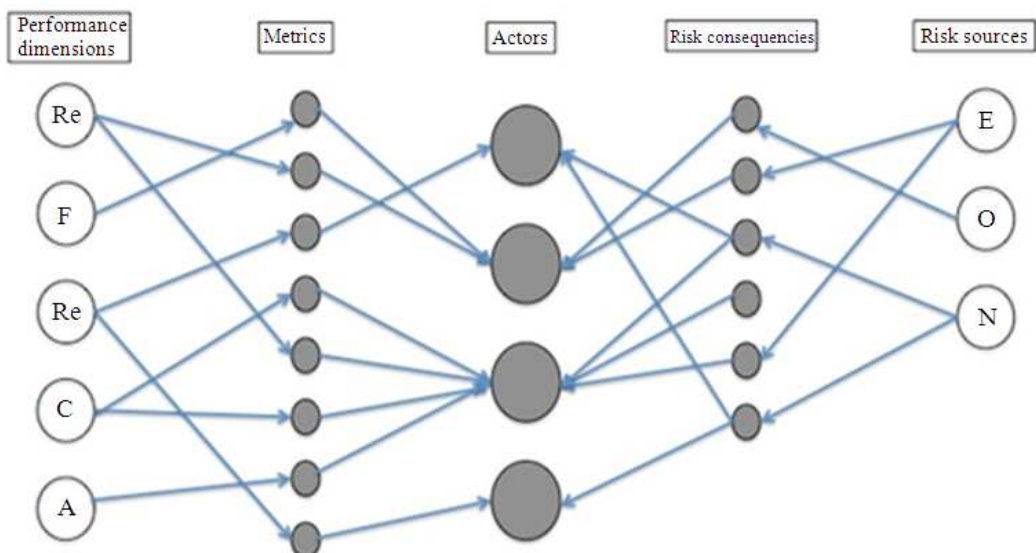 Performance
dimensions
Metrics
Actors
Risk consequencies
Risk sources
Re
F
Re
C
A
E
O
N